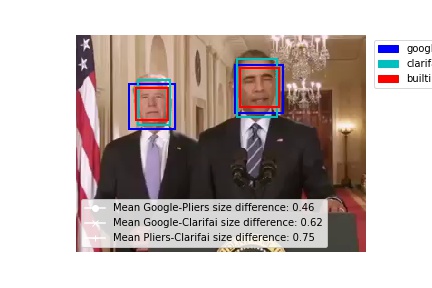 googl
clarifa
builti
Mean Google-Pliers size difference: 0.46
Mean Google-Clarifai size difference: 0.62
Mean Pliers-Clarifai size difference: 0.75